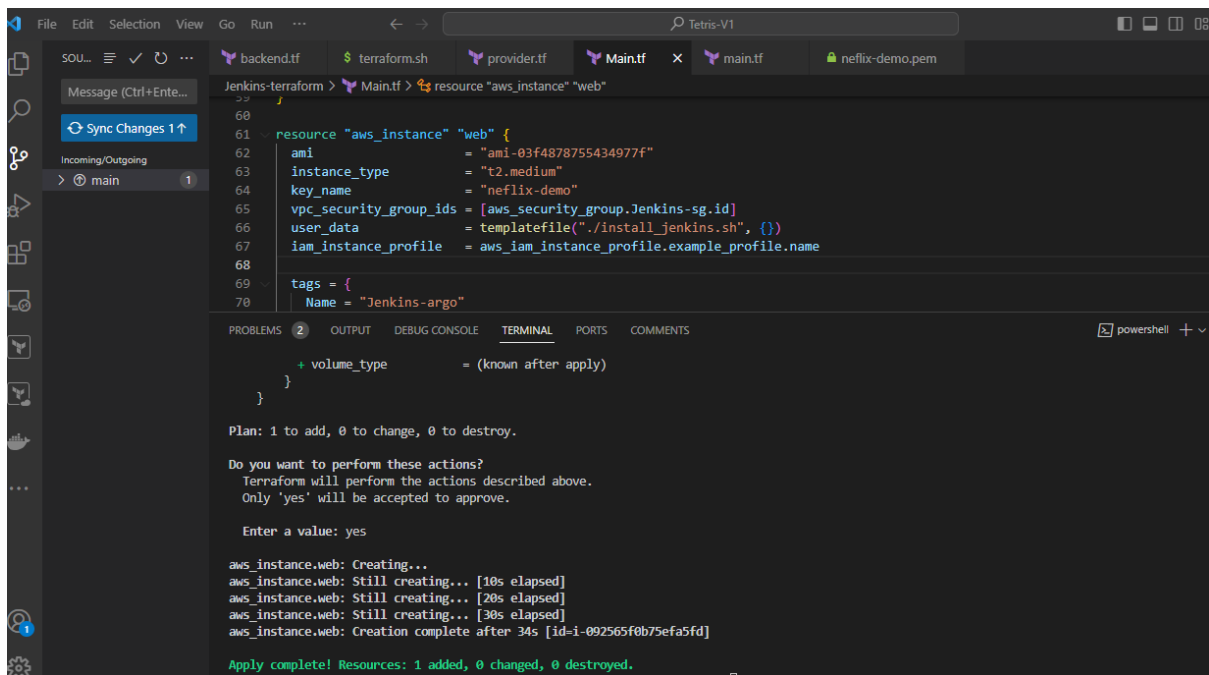 File Edit Selection View Go Run ··· Tetris-V1
SOU... ···
backend.tf $ terraform.sh provider.tf Main.tf × main.tf neflix-demo.pem
Message (Ctrl+Ente...
Jenkins-terraform > Main.tf > resource "aws_instance" "web"
59 }
60
Sync Changes 1↑
61 resource "aws_instance" "web" {
62 ami = "ami-03f4878755434977f"
Incoming/Outgoing
63 instance_type = "t2.medium"
> main 1
64 key_name = "neflix-demo"
65 vpc_security_group_ids = [aws_security_group.Jenkins-sg.id]
66 user_data = templatefile("./install_jenkins.sh", {})
67 iam_instance_profile = aws_iam_instance_profile.example_profile.name
68
69 tags = {
70 Name = "Jenkins-argo"
PROBLEMS 2 OUTPUT DEBUG CONSOLE TERMINAL PORTS COMMENTS powershell
+ volume_type = (known after apply)
}
}
Plan: 1 to add, 0 to change, 0 to destroy.
Do you want to perform these actions?
Terraform will perform the actions described above.
Only 'yes' will be accepted to approve.
Enter a value: yes
aws_instance.web: Creating...
aws_instance.web: Still creating... [10s elapsed]
aws_instance.web: Still creating... [20s elapsed]
aws_instance.web: Still creating... [30s elapsed]
aws_instance.web: Creation complete after 34s [id=i-092565f0b75efa5fd]
1
Apply complete! Resources: 1 added, 0 changed, 0 destroyed.